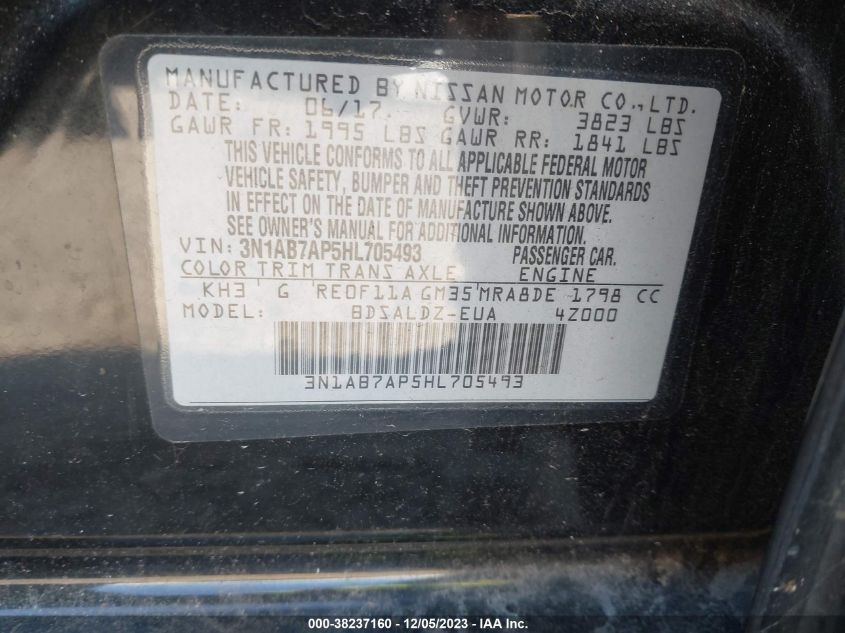 MANUFACTURED BY NISSAN MOTOR CO.,LTD.
DATE: 06/17. GVWR: 3823 LBS
GAWR FR: 1995 LBS GAWR RR: 1841 LBS
THIS VEHICLE CONFORMS TO ALL APPLICABLE FEDERAL MOTOR
VEHICLE SAFETY, BUMPER AND THEFT PREVENTION STANDARDS
IN EFFECT ON THE DATE OF MANUFACTURE SHOWN ABOVE.
SEE OWNER'S MANUAL FOR ADDITIONAL INFORMATION.
VIN: 3N1AB7AP5HL705493 PASSENGER CAR.
COLOR TRIM TRANS AXLE ENGINE
KH3 G RE0F11A GM35 MRA8DE 1798 CC
MODEL: BDSALDZ-EUA 4Z000
3N1AB7AP5HL705493
000-38237160 - 12/05/2023 - IAA Inc.